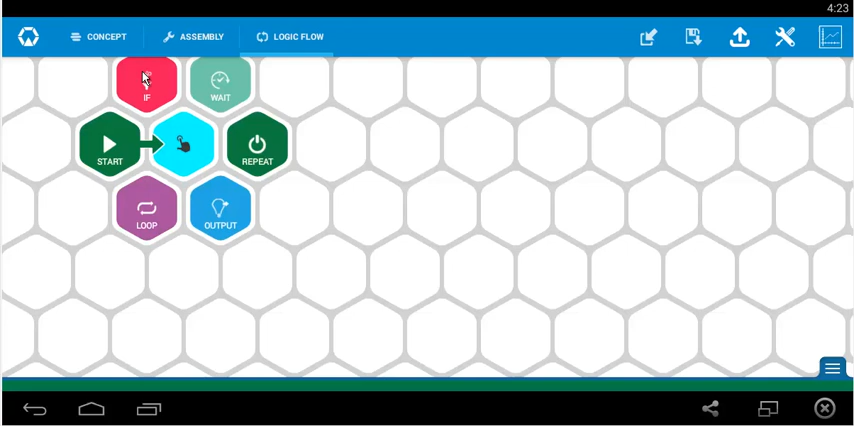 4:23
CONCEPT
ASSEMBLY
LOGIC FLOW
IF
WAIT
START
REPEAT
LOOP
OUTPUT